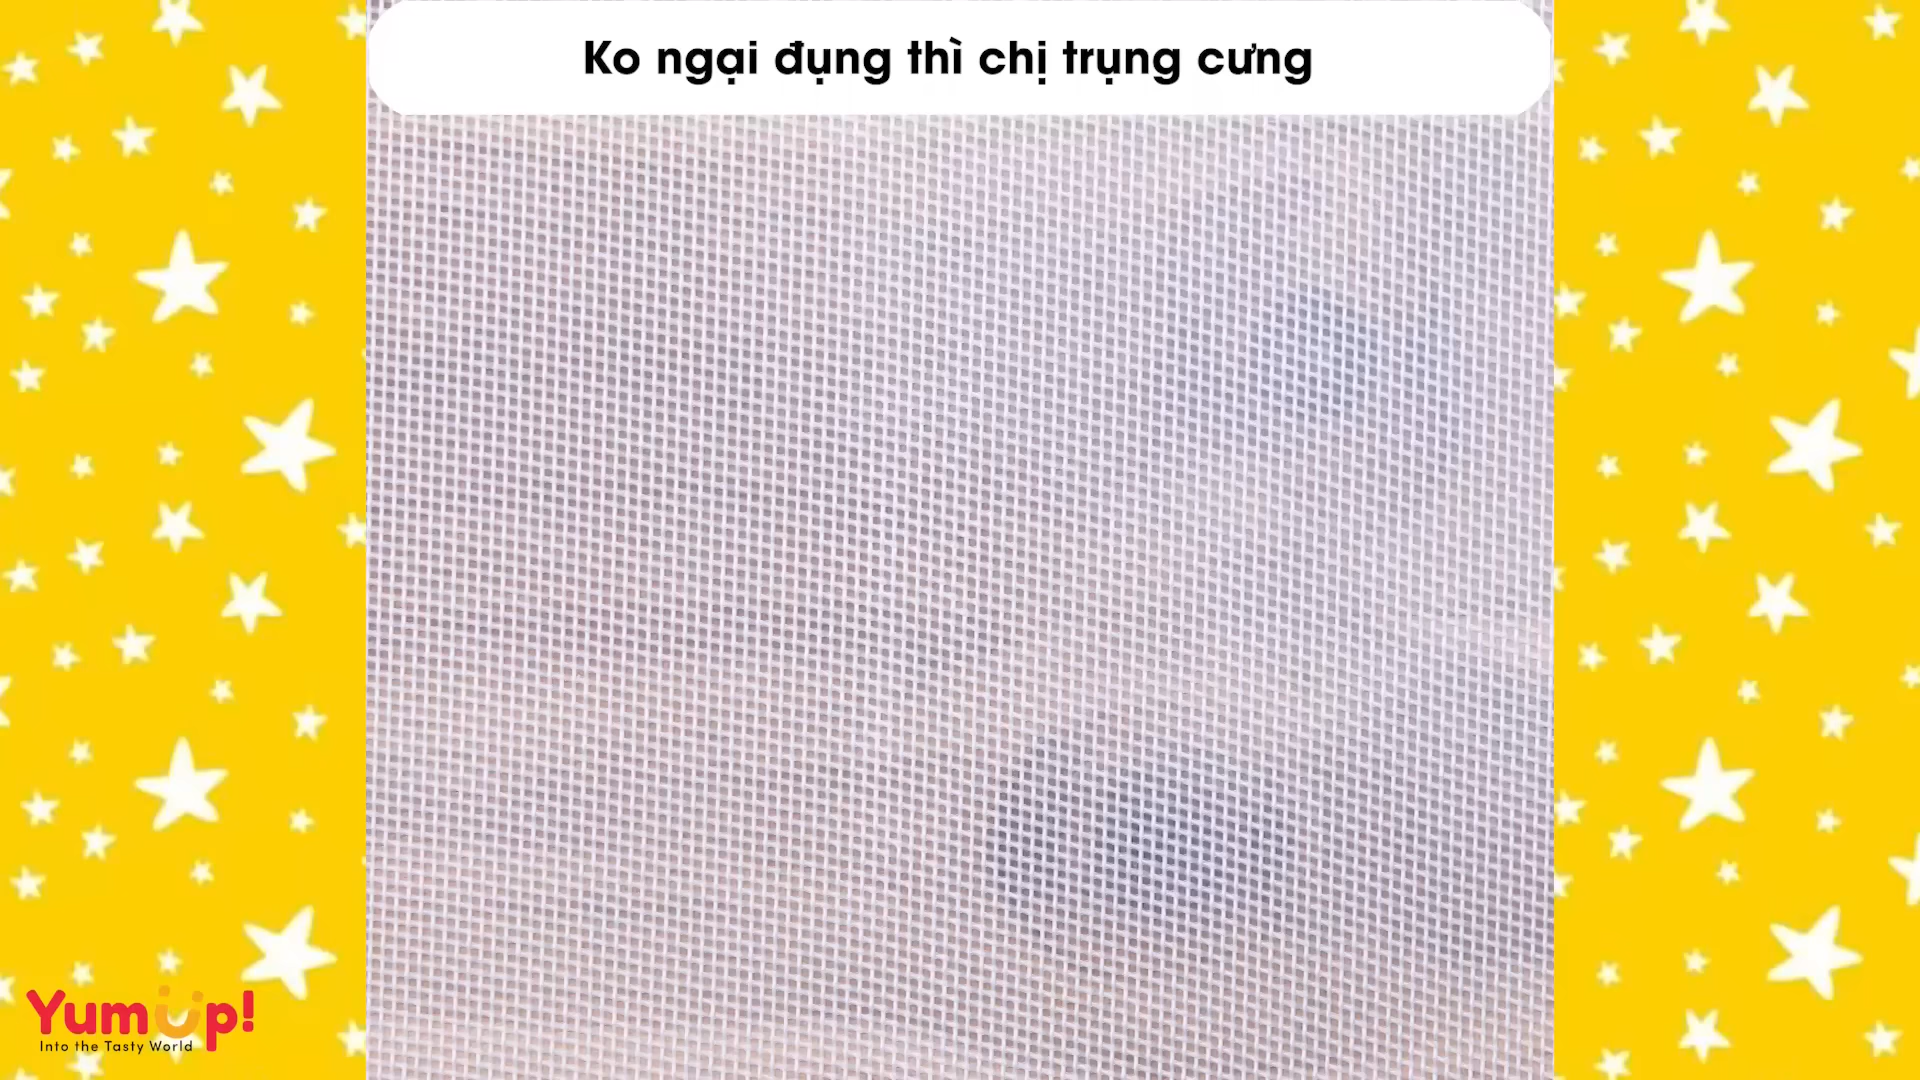 Ko ngại đụng thì chị trụng cưng
YumUp!
Into the Tasty World